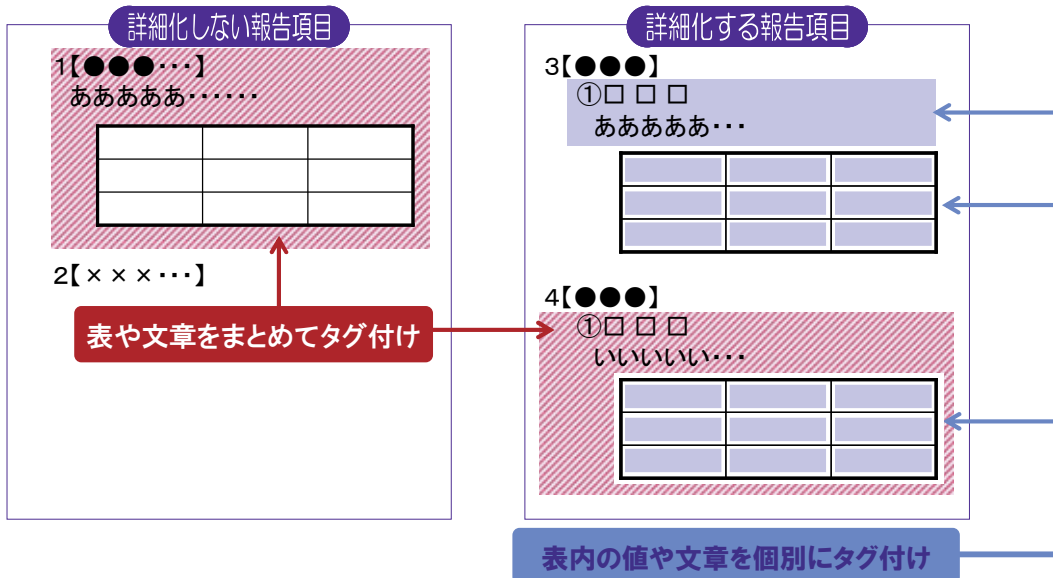 詳細化しない報告項目
1【●●●･･･】
あああああ･･････
2【×××･･･】
表や文章をまとめてタグ付け
詳細化する報告項目
3【●●●】
①□ □ □
あああああ･･･
4【●●●】
①□ □ □
いいいいい･･･
表内の値や文章を個別にタグ付け